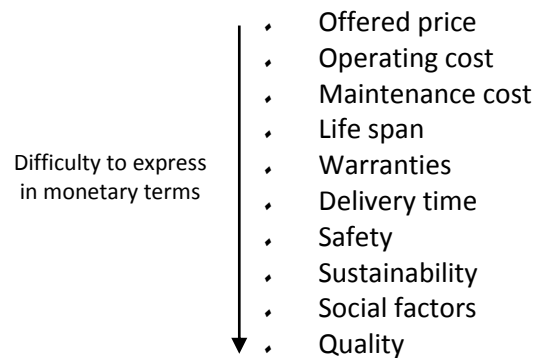 Difficulty to express
in monetary terms
Offered price
Operating cost
Maintenance cost
Life span
Warranties
Delivery time
Safety
Sustainability
Social factors
Quality